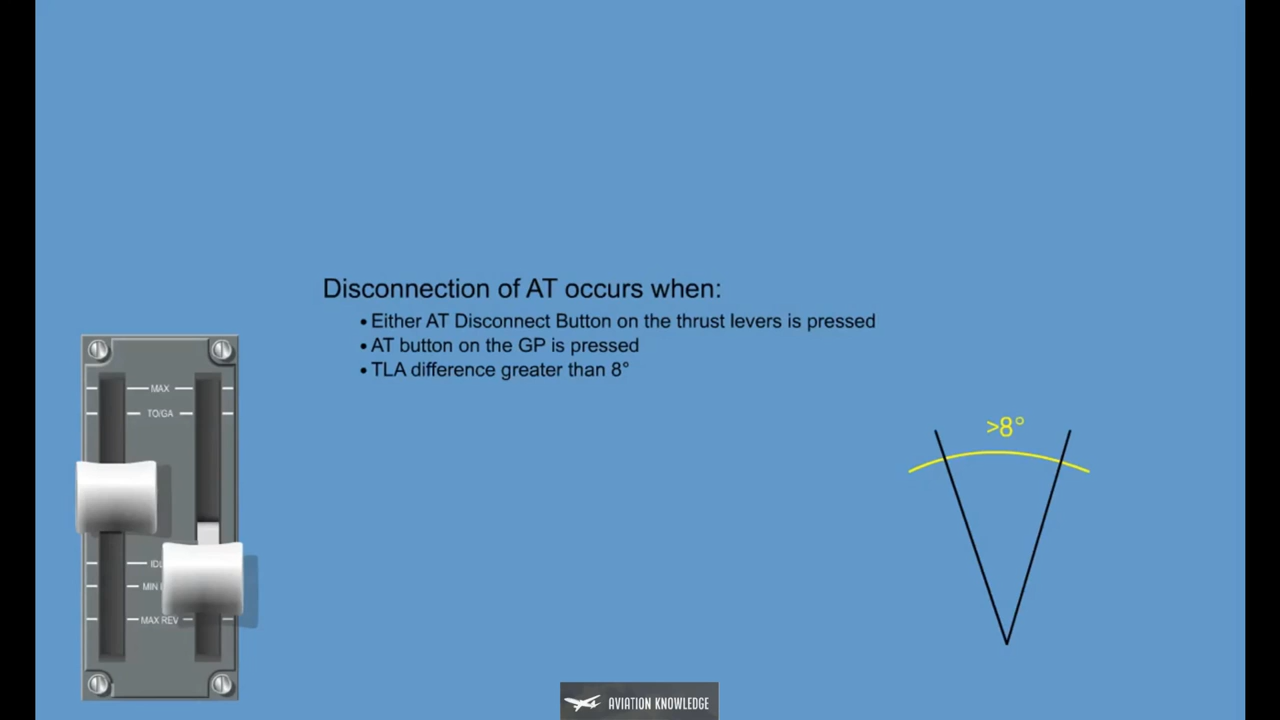 Disconnection of AT occurs when:
• Either AT Disconnect Button on the thrust levers is pressed
• AT button on the GP is pressed
• TLA difference greater than 8°
MAX
TO/GA
MAX REV
>8°
AVIATION KNOWLEDGE